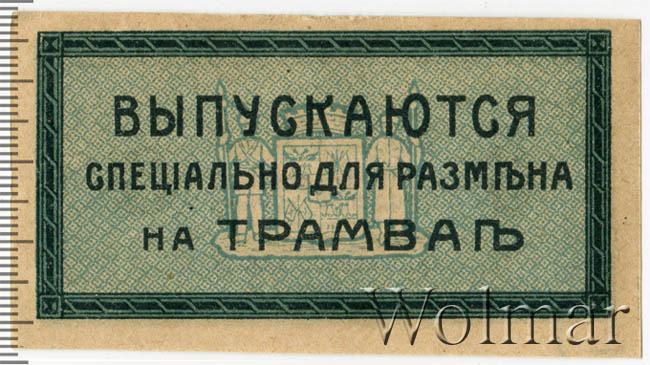 ВЫПУСКАЮТСЯ
СПЕЦІАЛЬНО ДЛЯ РАЗМѢНА
НА ТРАМВАѢ
Wolmar